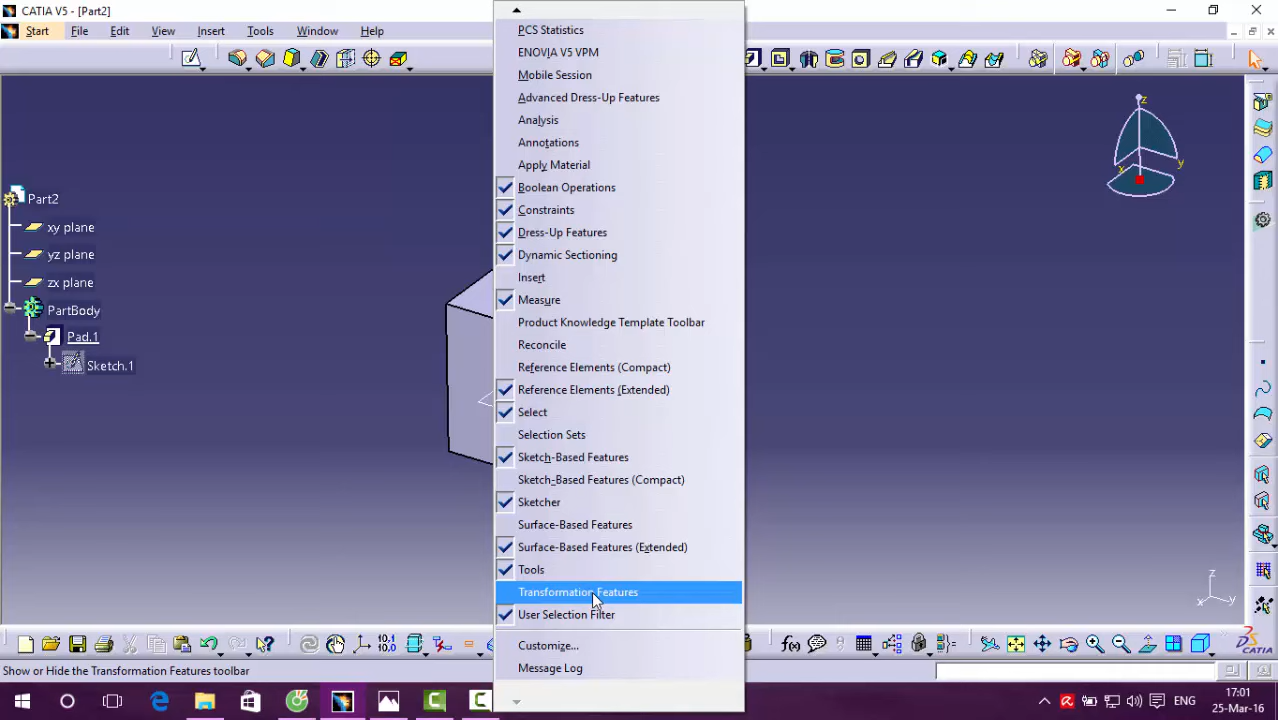 CATIA V5 - [Part2]
Start File Edit View Insert Tools Window Help
PCS Statistics
ENOVIA V5 VPM
Mobile Session
Advanced Dress-Up Features
Analysis
Annotations
Apply Material
Boolean Operations
Constraints
Dress-Up Features
Dynamic Sectioning
Insert
Measure
Product Knowledge Template Toolbar
Reconcile
Reference Elements (Compact)
Reference Elements (Extended)
Select
Selection Sets
Sketch-Based Features
Sketch-Based Features (Compact)
Sketcher
Surface-Based Features
Surface-Based Features (Extended)
Tools
Transformation Features
User Selection Filter
Customize...
Message Log
Part2
xy plane
yz plane
zx plane
PartBody
Pad.1
Sketch.1
z
y
x
z
x
y
10.1
f(x)
CATIA
Show or Hide the Transformation Features toolbar
ENG
17:01
25-Mar-16